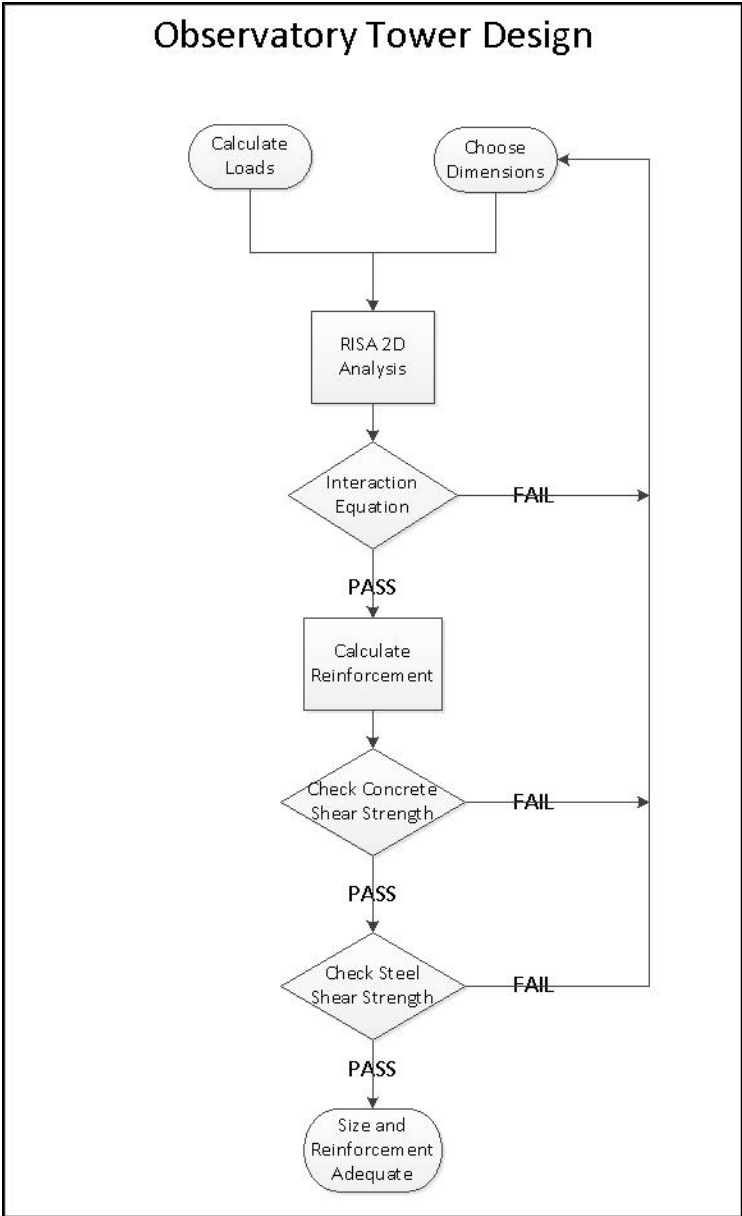 Observatory Tower Design
Calculate
Loads
Choose
Dimensions
RISA 2D
Analysis
Interaction
Equation
FAIL
PASS
Calculate
Reinforcement
Check Concrete
Shear Strength
FAIL
PASS
Check Steel
Shear Strength
FAIL
PASS
Size and
Reinforcement
Adequate